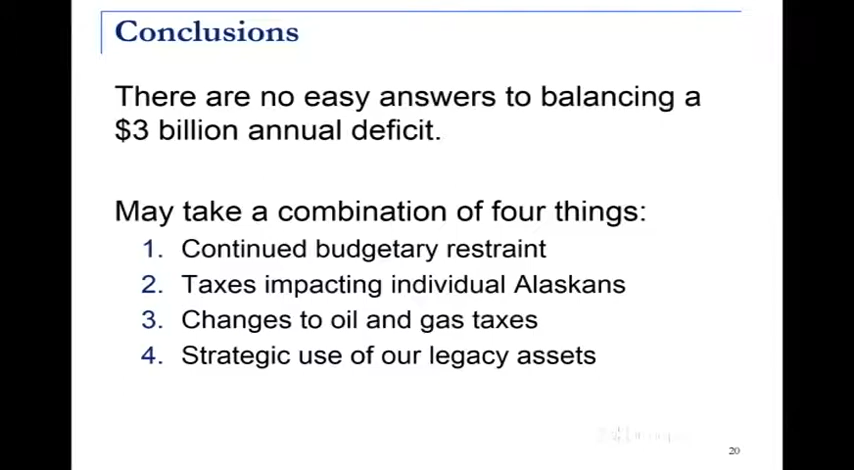 Conclusions
There are no easy answers to balancing a
$3 billion annual deficit.
May take a combination of four things:
1. Continued budgetary restraint
2. Taxes impacting individual Alaskans
3. Changes to oil and gas taxes
4. Strategic use of our legacy assets
20